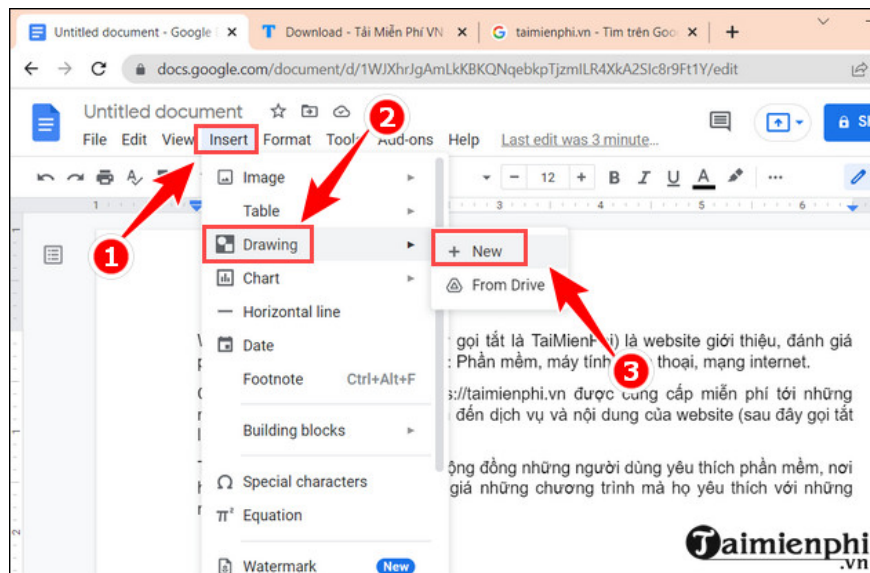 Untitled document - Google
Download - Tải Miễn Phí VN
taimienphi.vn - Tìm trên Goo
docs.google.com/document/d/1WJXhrJgAmLkKBKQNqebkpTjzmILR4XkA2SIc8r9Ft1Y/edit
Untitled document
File Edit View Insert Format Tools Add-ons Help Last edit was 3 minute...
2
12 B I U A
1 3 4 5 6
1
Image
Table
Drawing
New
Chart
From Drive
Horizontal line
Date
gọi tắt là TaiMienPhi) là website giới thiệu, đánh giá
: Phần mềm, máy tính thoại, mạng internet.
3
Footnote Ctrl+Alt+F
s://taimienphi.vn được cung cấp miễn phí tới những
đến dịch vụ và nội dung của website (sau đây gọi tắt
Building blocks
ộng đồng những người dùng yêu thích phần mềm, nơi
Special characters
giá những chương trình mà họ yêu thích với những
Equation
Watermark New
Taimienphi
.vn